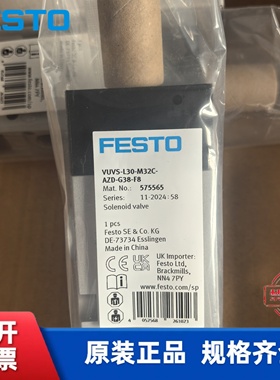 FESTO
FESTO
VUVS-L30-M32C-
AZD-G38-F8
Mat. No.: 575565
Series: 11-2024:58
Solenoid valve
1 pcs
Festo SE & Co. KG
DE-73734 Esslingen
Made in China
UK Importer:
Festo Ltd,
Brackmills,
NN4 7PY
www.festo.com/sp
开
票
原装正品 规格齐